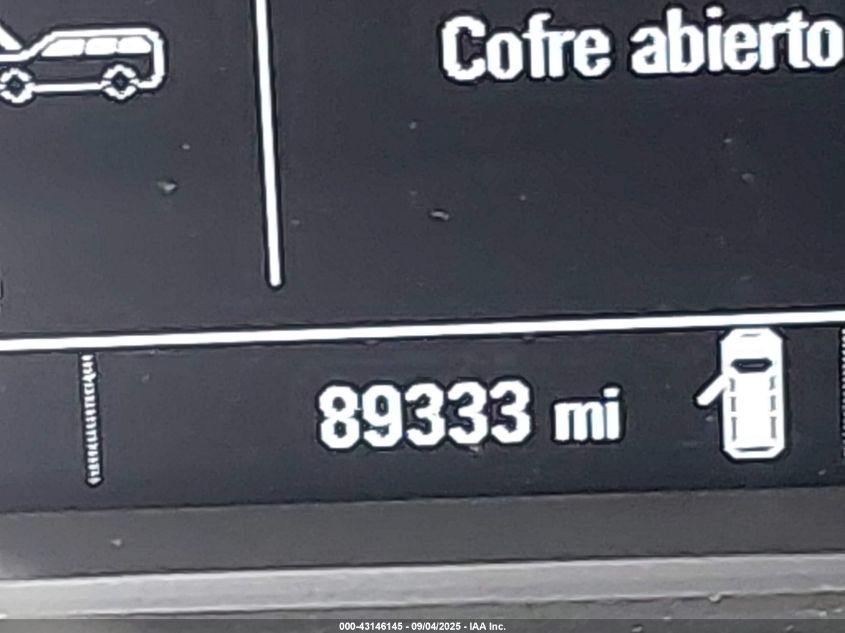 Cofre abierto
89333 mi
000-43146145 - 09/04/2025 - IAA Inc.